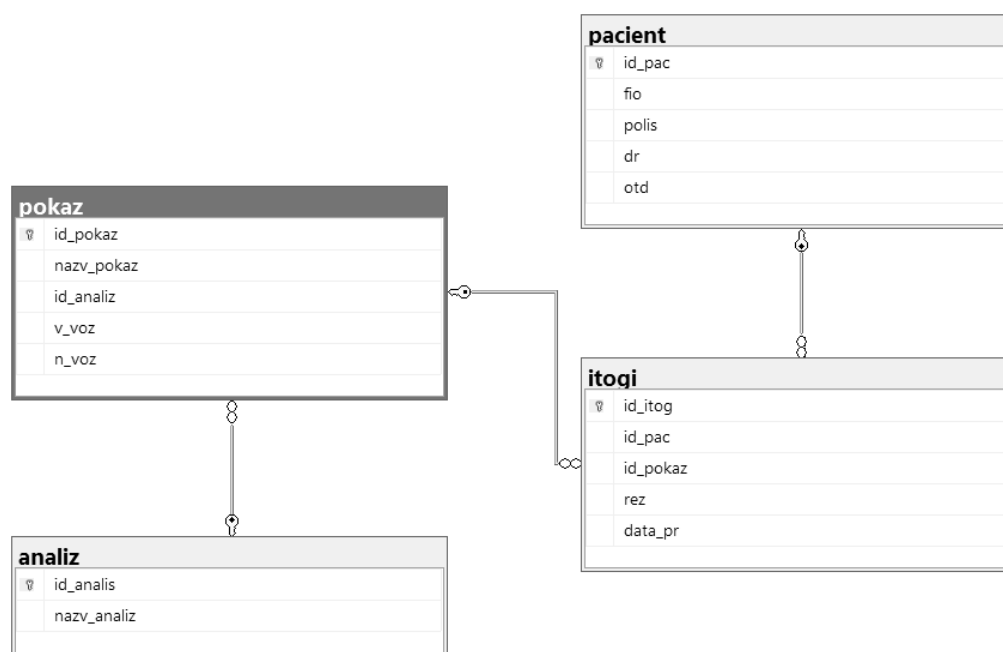 pacient
id_pac
fio
polis
dr
otd
pokaz
id_pokaz
nazv_pokaz
id_analiz
v_voz
n_voz
itogi
id_itog
id_pac
id_pokaz
rez
data_pr
analiz
id_analis
nazv_analiz